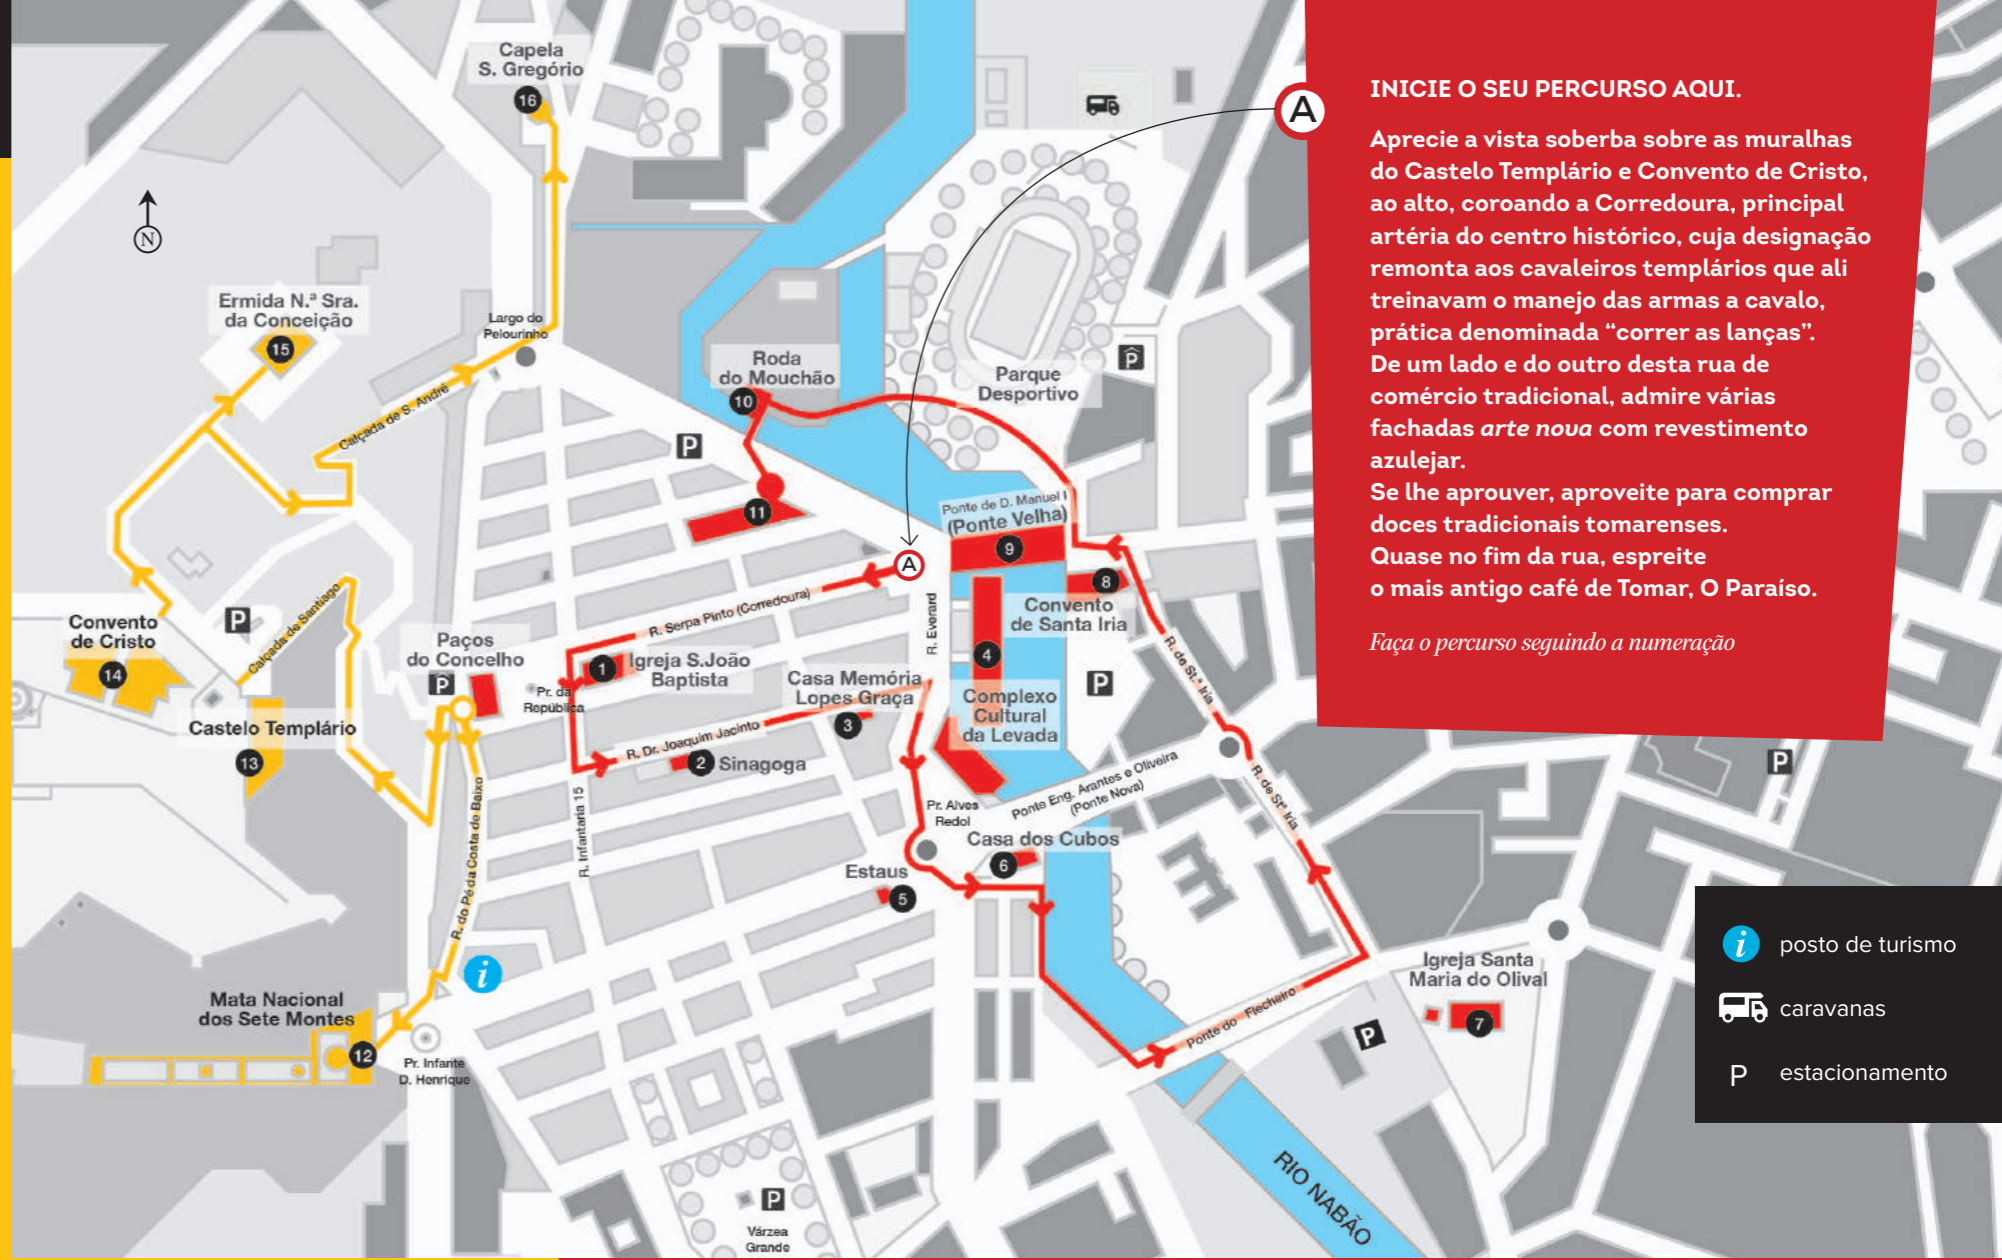 Capela
S. Gregório
16
N
Ermida N.ª Sra.
da Conceição
15
Largo do
Pelourinho
Calçada de S. André
Roda
do Mouchão
10
P
11
Parque
Desportivo
P
A
A
Ponte de D. Manuel I
(Ponte Velha)
9
8
Convento
de Santa Iria
R. Serpa Pinto (Corredoura)
R. Everard
4
Complexo
Cultural
da Levada
P
R. de St.ª Iria
R. de Stª Iria
Convento
de Cristo
14
P
Calçada de Santiago
Castelo Templário
13
Paços
do Concelho
P
Pr. da
República
1
Igreja S.João
Baptista
Casa Memória
Lopes Graça
3
R. Dr. Joaquim Jacinto
2
Sinagoga
R. Infantaria 15
R. do Pé da Costa de Baixo
Pr. Alves
Redol
Ponte Eng. Arantes e Oliveira
(Ponte Nova)
Casa dos Cubos
6
Estaus
5
i
Mata Nacional
dos Sete Montes
12
Pr. Infante
D. Henrique
Ponte do Flecheiro
Igreja Santa
Maria do Olival
7
P
P
P
Várzea
Grande
RIO NABÃO
INICIE O SEU PERCURSO AQUI.
Aprecie a vista soberba sobre as muralhas
do Castelo Templário e Convento de Cristo,
ao alto, coroando a Corredoura, principal
artéria do centro histórico, cuja designação
remonta aos cavaleiros templários que ali
treinavam o manejo das armas a cavalo,
prática denominada “correr as lanças”.
De um lado e do outro desta rua de
comércio tradicional, admire várias
fachadas arte nova com revestimento
azulejar.
Se lhe aprouver, aproveite para comprar
doces tradicionais tomarenses.
Quase no fim da rua, espreite
o mais antigo café de Tomar, O Paraíso.
Faça o percurso seguindo a numeração
i posto de turismo
caravanas
P estacionamento